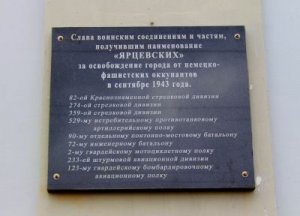 Слава воинским соединениям и частям,
получившим наименование
«ЯРЦЕВСКИХ»
за освобождение города от немецко-
фашистских оккупантов
в сентябре 1943 года.
82-ой Краснознаменной стрелковой дивизии
274-ой стрелковой дивизии
359-ой стрелковой дивизии
529-му истребительному противотанковому
артиллерийскому полку
90-му отдельному понтонно-мостовому батальону
72-му инженерному батальону
2-му гвардейскому мотоциклетному полку
233-ой штурмовой авиационной дивизии
125-му гвардейскому бомбардировочному
авиационному полку